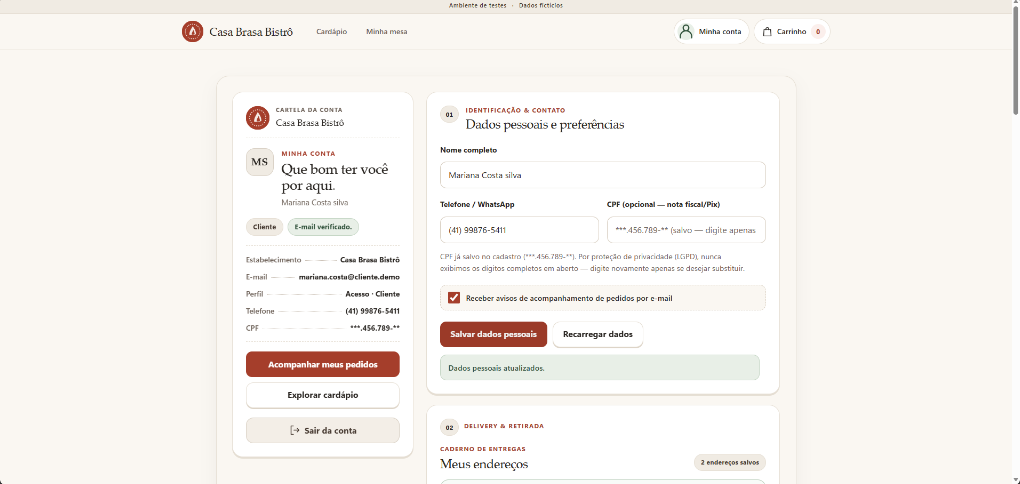 Ambiente de testes · Dados fictícios
Casa Brasa Bistrô
Cardápio
Minha mesa
Minha conta
Carrinho 0
CARTELA DA CONTA
Casa Brasa Bistrô
MS
MINHA CONTA
Que bom ter você
por aqui.
Mariana Costa silva
Cliente
E-mail verificado.
Estabelecimento Casa Brasa Bistrô
E-mail mariana.costa@cliente.demo
Perfil Acesso · Cliente
Telefone (41) 99876-5411
CPF ***.456.789-**
Acompanhar meus pedidos
Explorar cardápio
Sair da conta
01
IDENTIFICAÇÃO & CONTATO
Dados pessoais e preferências
Nome completo
Mariana Costa silva
Telefone / WhatsApp
(41) 99876-5411
CPF (opcional — nota fiscal/Pix)
***.456.789-** (salvo — digite apenas
CPF já salvo no cadastro (***.456.789-**). Por proteção de privacidade (LGPD), nunca
exibimos os dígitos completos em aberto — digite novamente apenas se desejar substituir.
Receber avisos de acompanhamento de pedidos por e-mail
Salvar dados pessoais
Recarregar dados
Dados pessoais atualizados.
02
DELIVERY & RETIRADA
CADERNO DE ENTREGAS
Meus endereços
2 endereços salvos